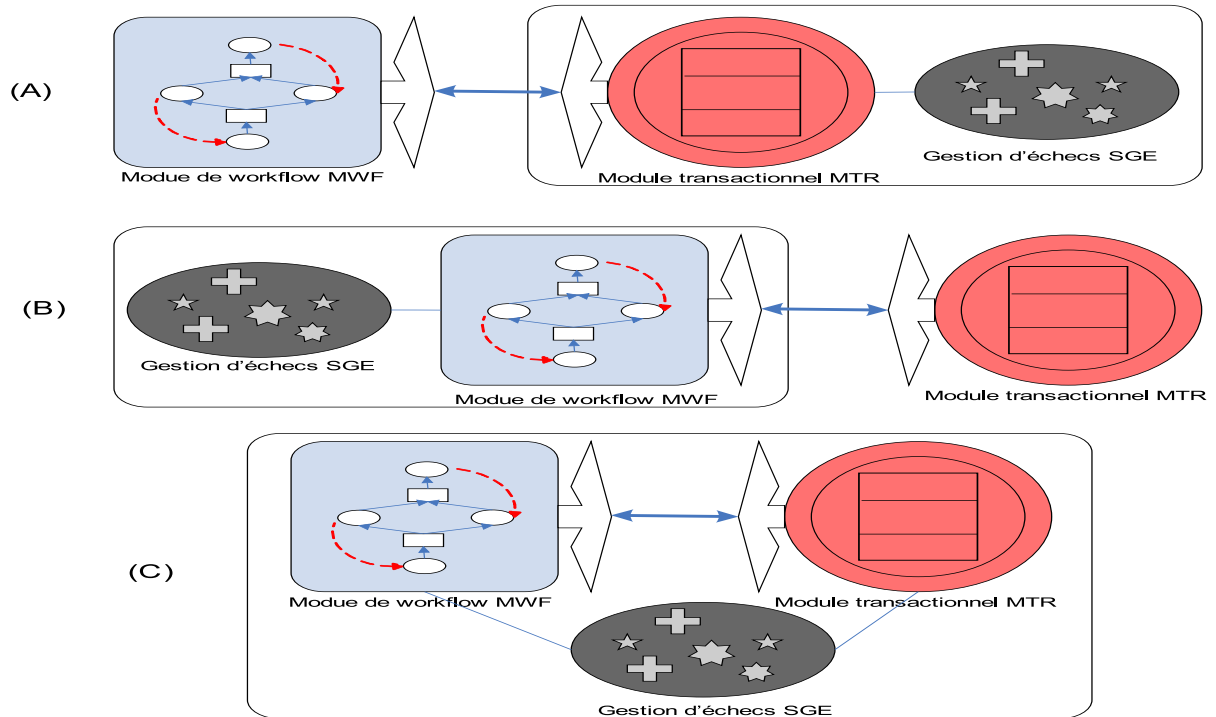 (A)
Modue de workflow MWF
Module transactionnel MTR
Gestion d'échecs SGE
(B)
Gestion d'échecs SGE
Modue de workflow MWF
Module transactionnel MTR
(C)
Modue de workflow MWF
Module transactionnel MTR
Gestion d'échecs SGE